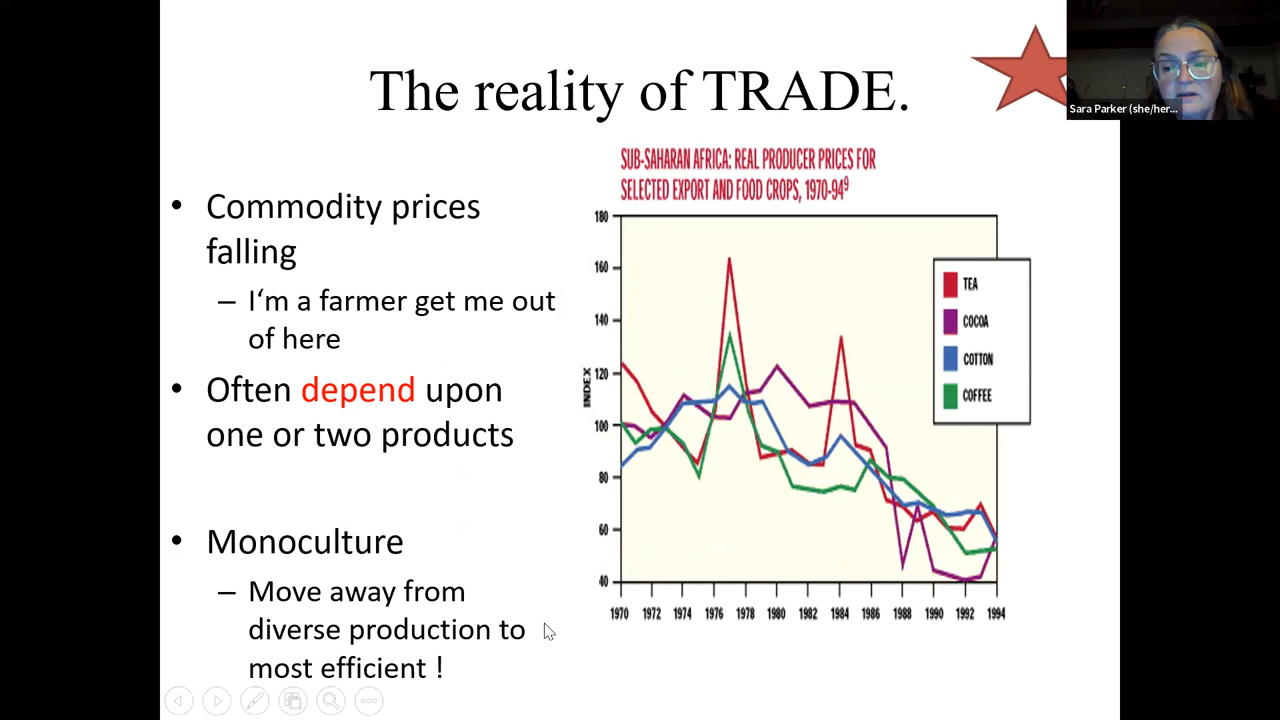 The reality of TRADE.
Sara Parker (she/her...
• Commodity prices
falling
– I‘m a farmer get me out
of here
• Often depend upon
one or two products
• Monoculture
– Move away from
diverse production to
most efficient !
SUB-SAHARAN AFRICA: REAL PRODUCER PRICES FOR
SELECTED EXPORT AND FOOD CROPS, 1970-94⁹
180
160
140
120
100
80
60
40
INDEX
TEA
COCOA
COTTON
COFFEE
1970 1972 1974 1976 1978 1980 1982 1984 1986 1988 1990 1992 1994